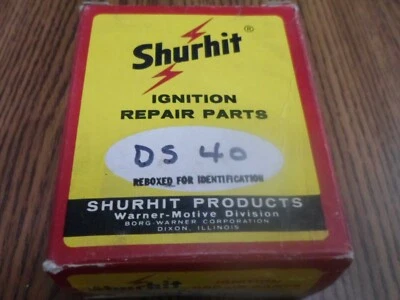 Shurhit®
IGNITION
REPAIR PARTS
DS 40
REBOXED FOR IDENTIFICATION
SHURHIT PRODUCTS
Warner-Motive Division
BORG-WARNER CORPORATION
DIXON, ILLINOIS